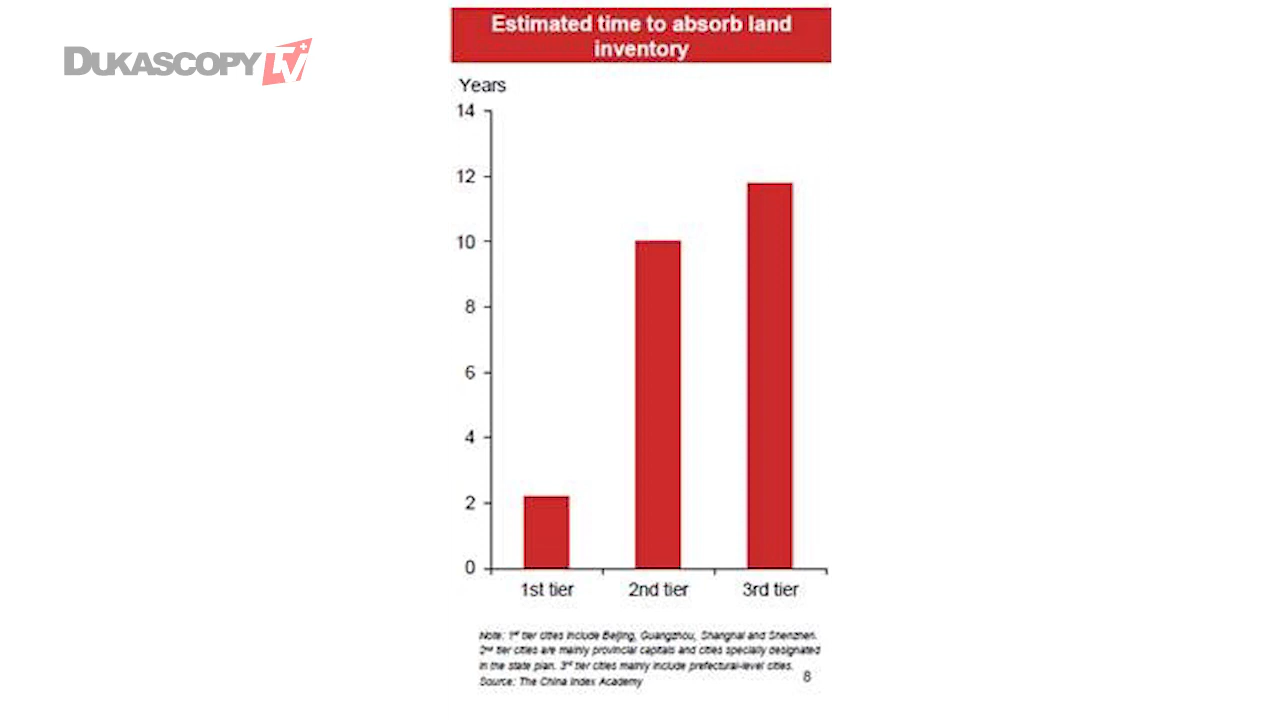 DUKASCOPY TV
Estimated time to absorb land
inventory
Years
14
12
10
8
6
4
2
0
1st tier 2nd tier 3rd tier
Note: 1st tier cities include Beijing, Guangzhou, Shanghai and Shenzhen.
2nd tier cities are mainly provincial capitals and cities specially designated
in the state plan. 3rd tier cities mainly include prefectural-level cities.
Source: The China Index Academy
8